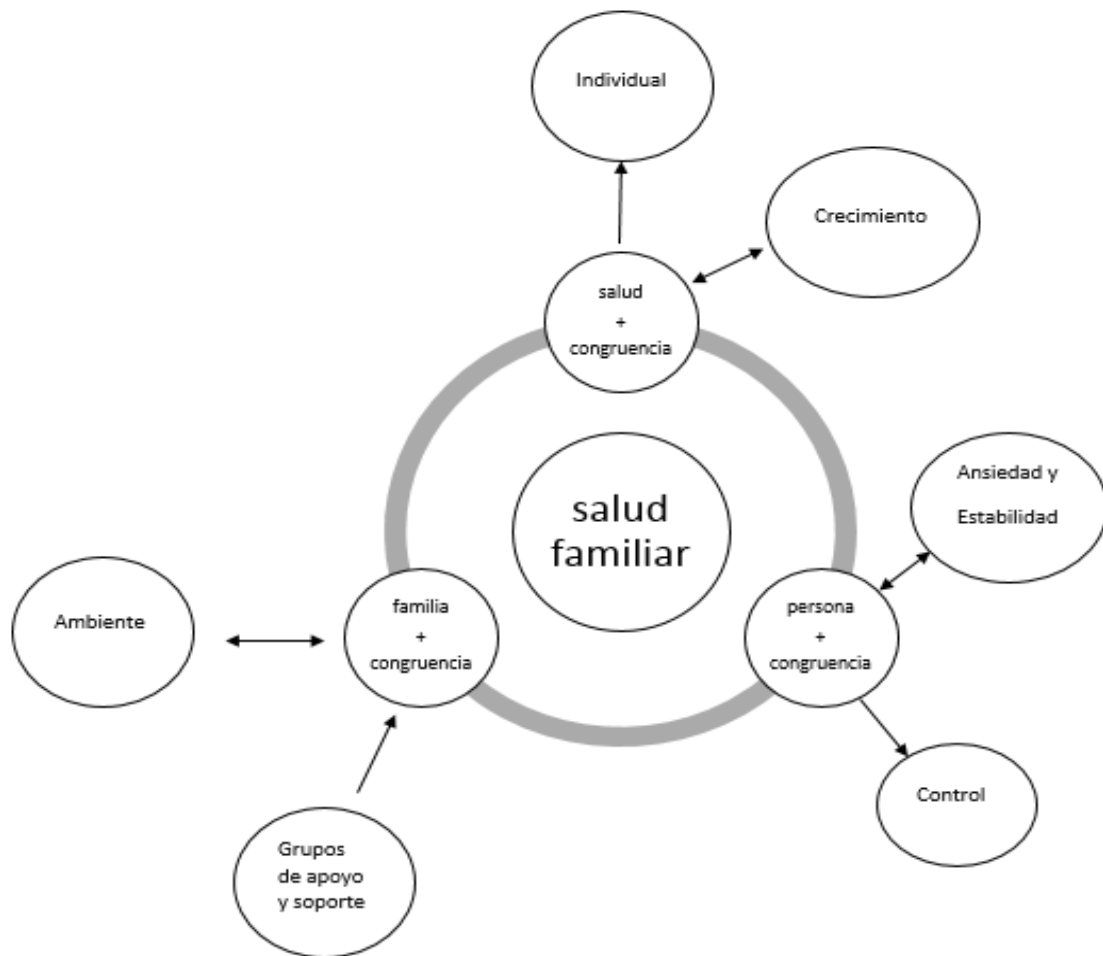 Individual
Crecimiento
salud
+
congruencia
Ansiedad y
Estabilidad
salud
familiar
Ambiente
familia
+
congruencia
persona
+
congruencia
Control
Grupos
de apoyo
y soporte